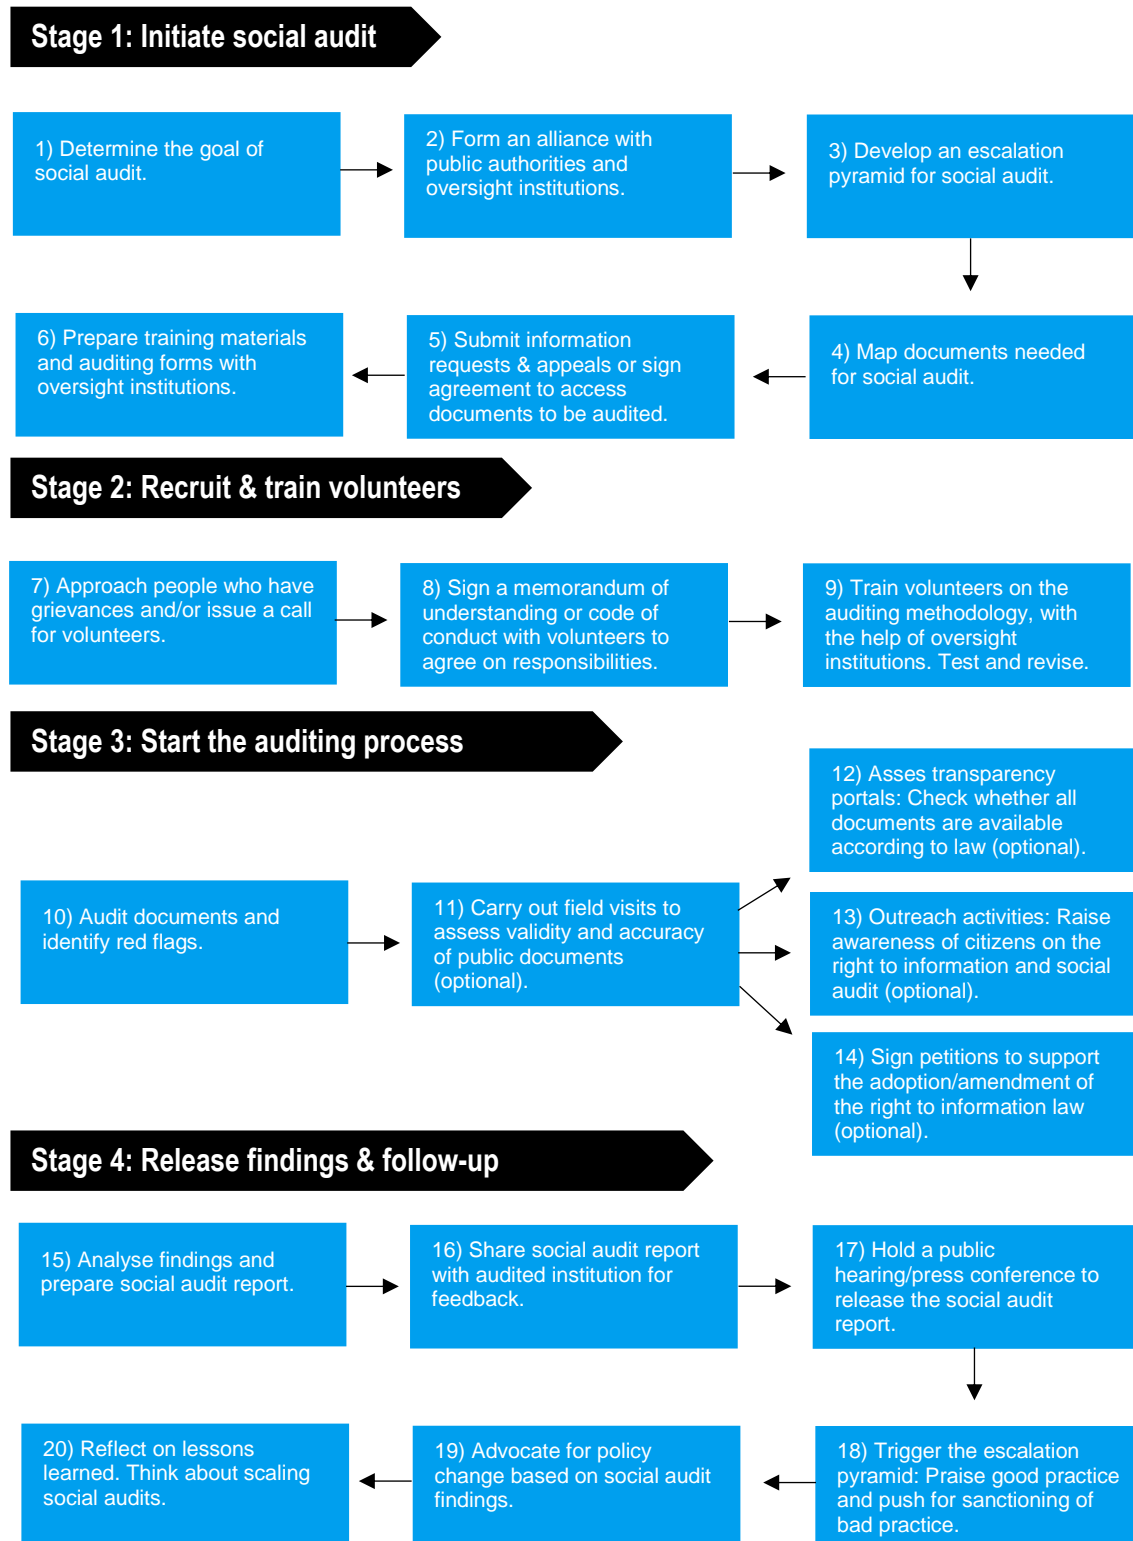 Stage 1: Initiate social audit
1) Determine the goal of
social audit.
2) Form an alliance with
public authorities and
oversight institutions.
3) Develop an escalation
pyramid for social audit.
4) Map documents needed
for social audit.
5) Submit information
requests & appeals or sign
agreement to access
documents to be audited.
6) Prepare training materials
and auditing forms with
oversight institutions.
Stage 2: Recruit & train volunteers
7) Approach people who have
grievances and/or issue a call
for volunteers.
8) Sign a memorandum of
understanding or code of
conduct with volunteers to
agree on responsibilities.
9) Train volunteers on the
auditing methodology, with
the help of oversight
institutions. Test and revise.
Stage 3: Start the auditing process
10) Audit documents and
identify red flags.
11) Carry out field visits to
assess validity and accuracy
of public documents
(optional).
12) Asses transparency
portals: Check whether all
documents are available
according to law (optional).
13) Outreach activities: Raise
awareness of citizens on the
right to information and social
audit (optional).
14) Sign petitions to support
the adoption/amendment of
the right to information law
(optional).
Stage 4: Release findings & follow-up
15) Analyse findings and
prepare social audit report.
16) Share social audit report
with audited institution for
feedback.
17) Hold a public
hearing/press conference to
release the social audit
report.
18) Trigger the escalation
pyramid: Praise good practice
and push for sanctioning of
bad practice.
19) Advocate for policy
change based on social audit
findings.
20) Reflect on lessons
learned. Think about scaling
social audits.